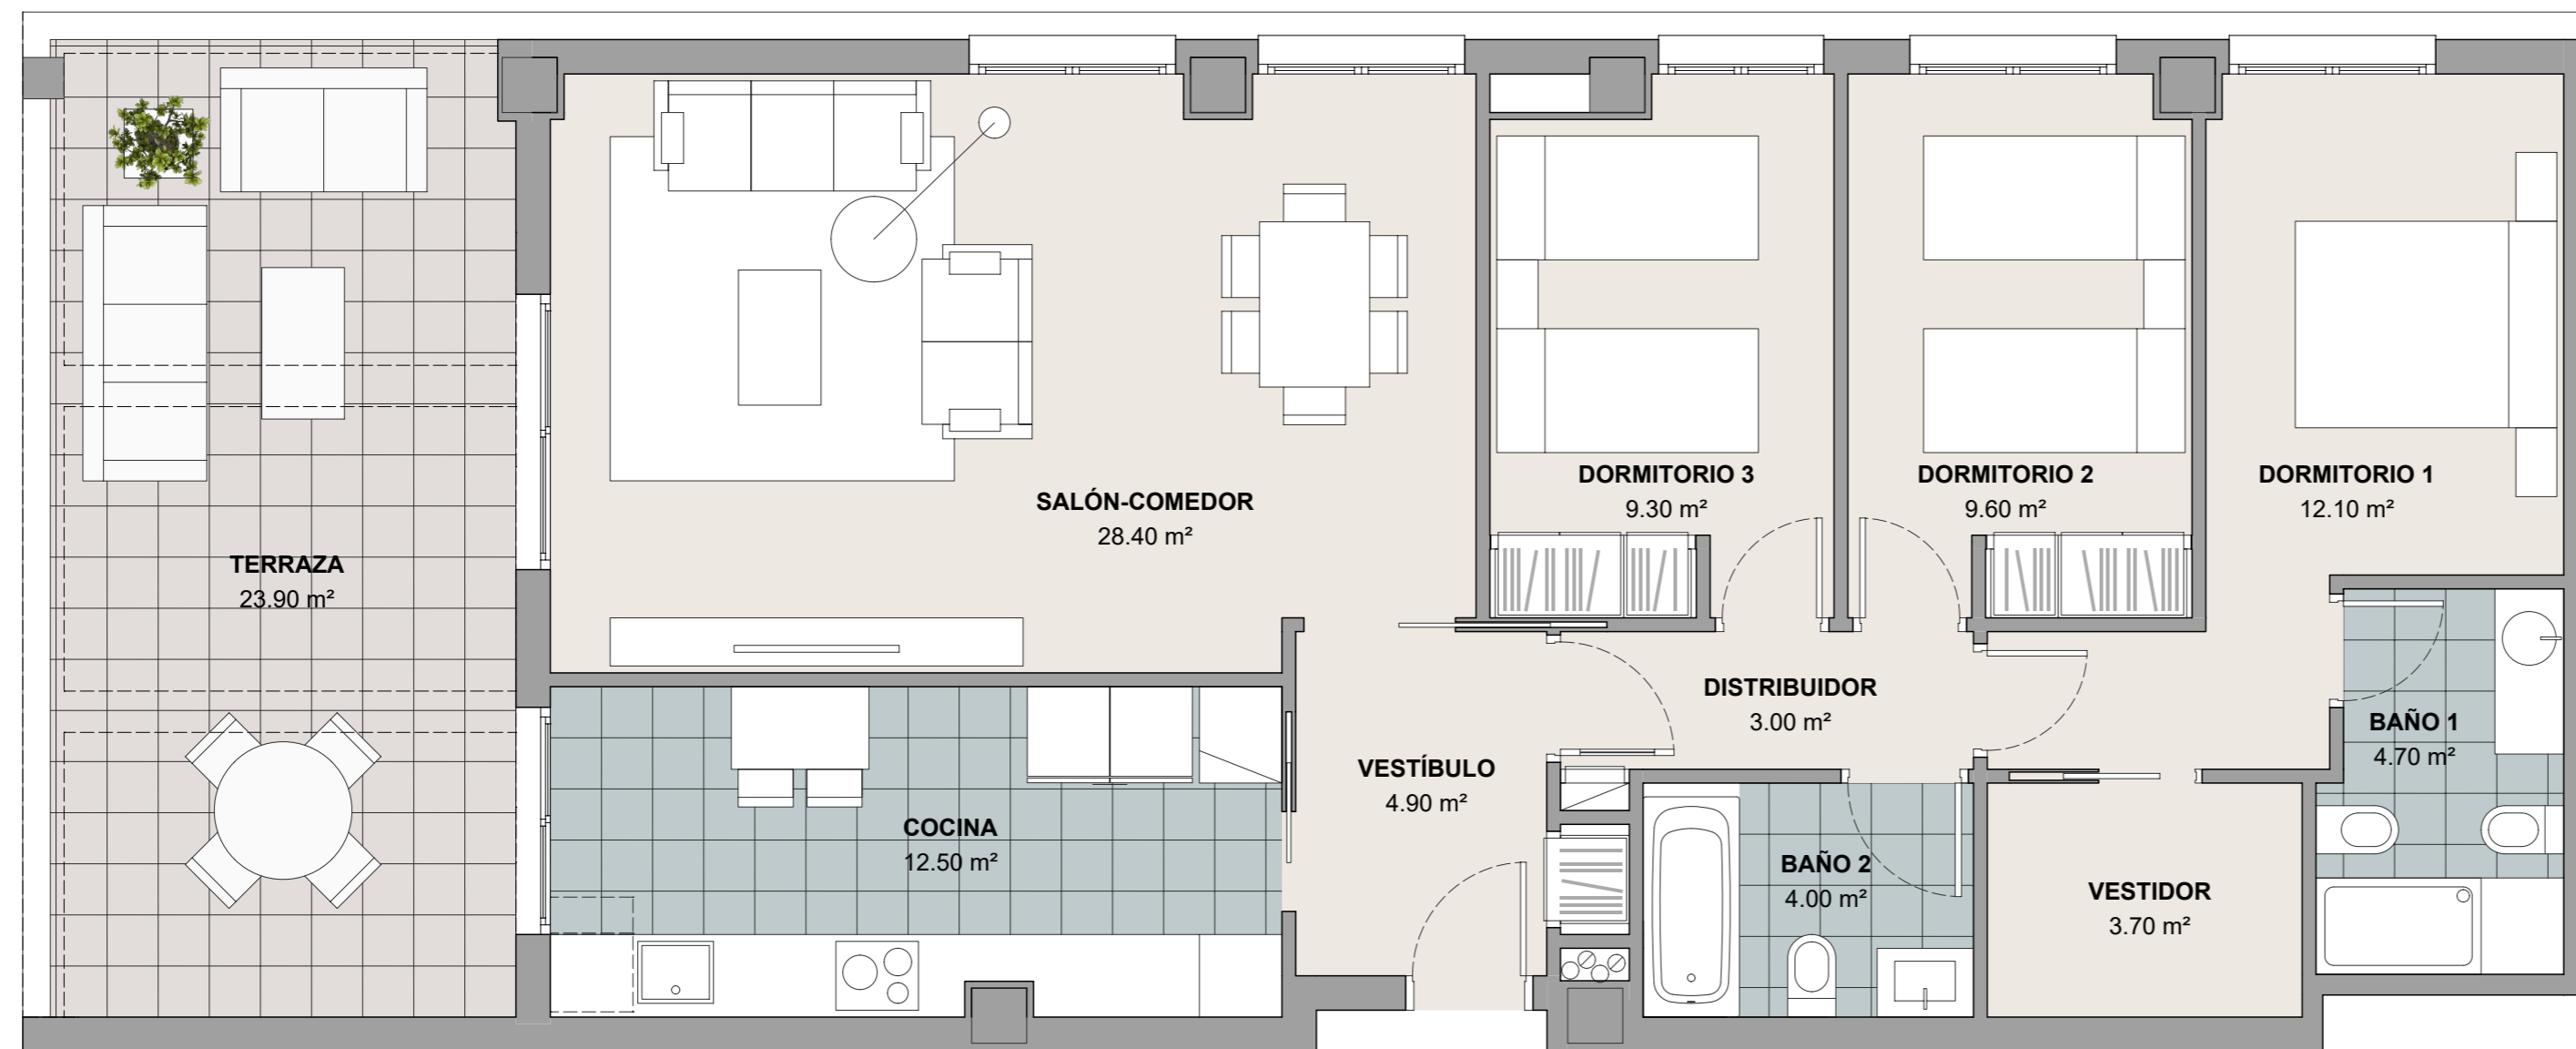 TERRAZA
23.90 m²
SALÓN-COMEDOR
28.40 m²
COCINA
12.50 m²
VESTÍBULO
4.90 m²
DISTRIBUIDOR
3.00 m²
DORMITORIO 3
9.30 m²
DORMITORIO 2
9.60 m²
DORMITORIO 1
12.10 m²
BAÑO 1
4.70 m²
BAÑO 2
4.00 m²
VESTIDOR
3.70 m²